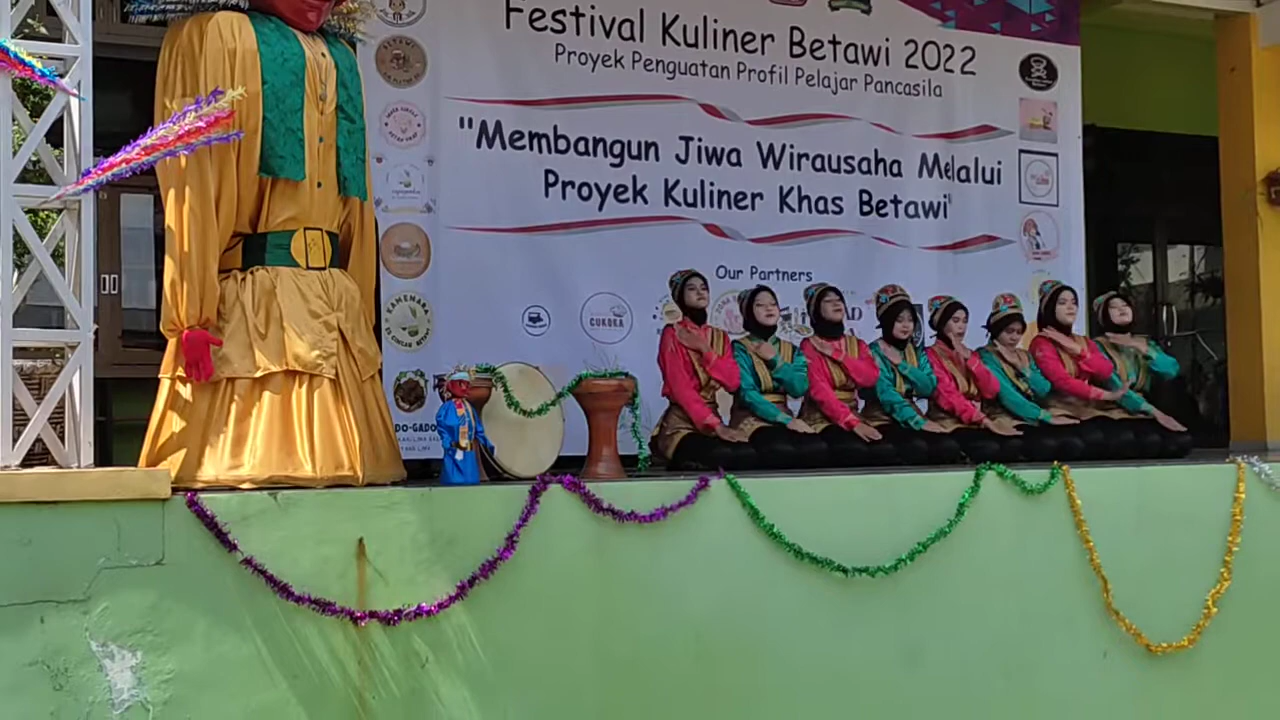 Festival Kuliner Betawi 2022
Proyek Penguatan Profil Pelajar Pancasila
"Membangun Jiwa Wirausaha Melalui
Proyek Kuliner Khas Betawi"
Our Partners
CUKOKA